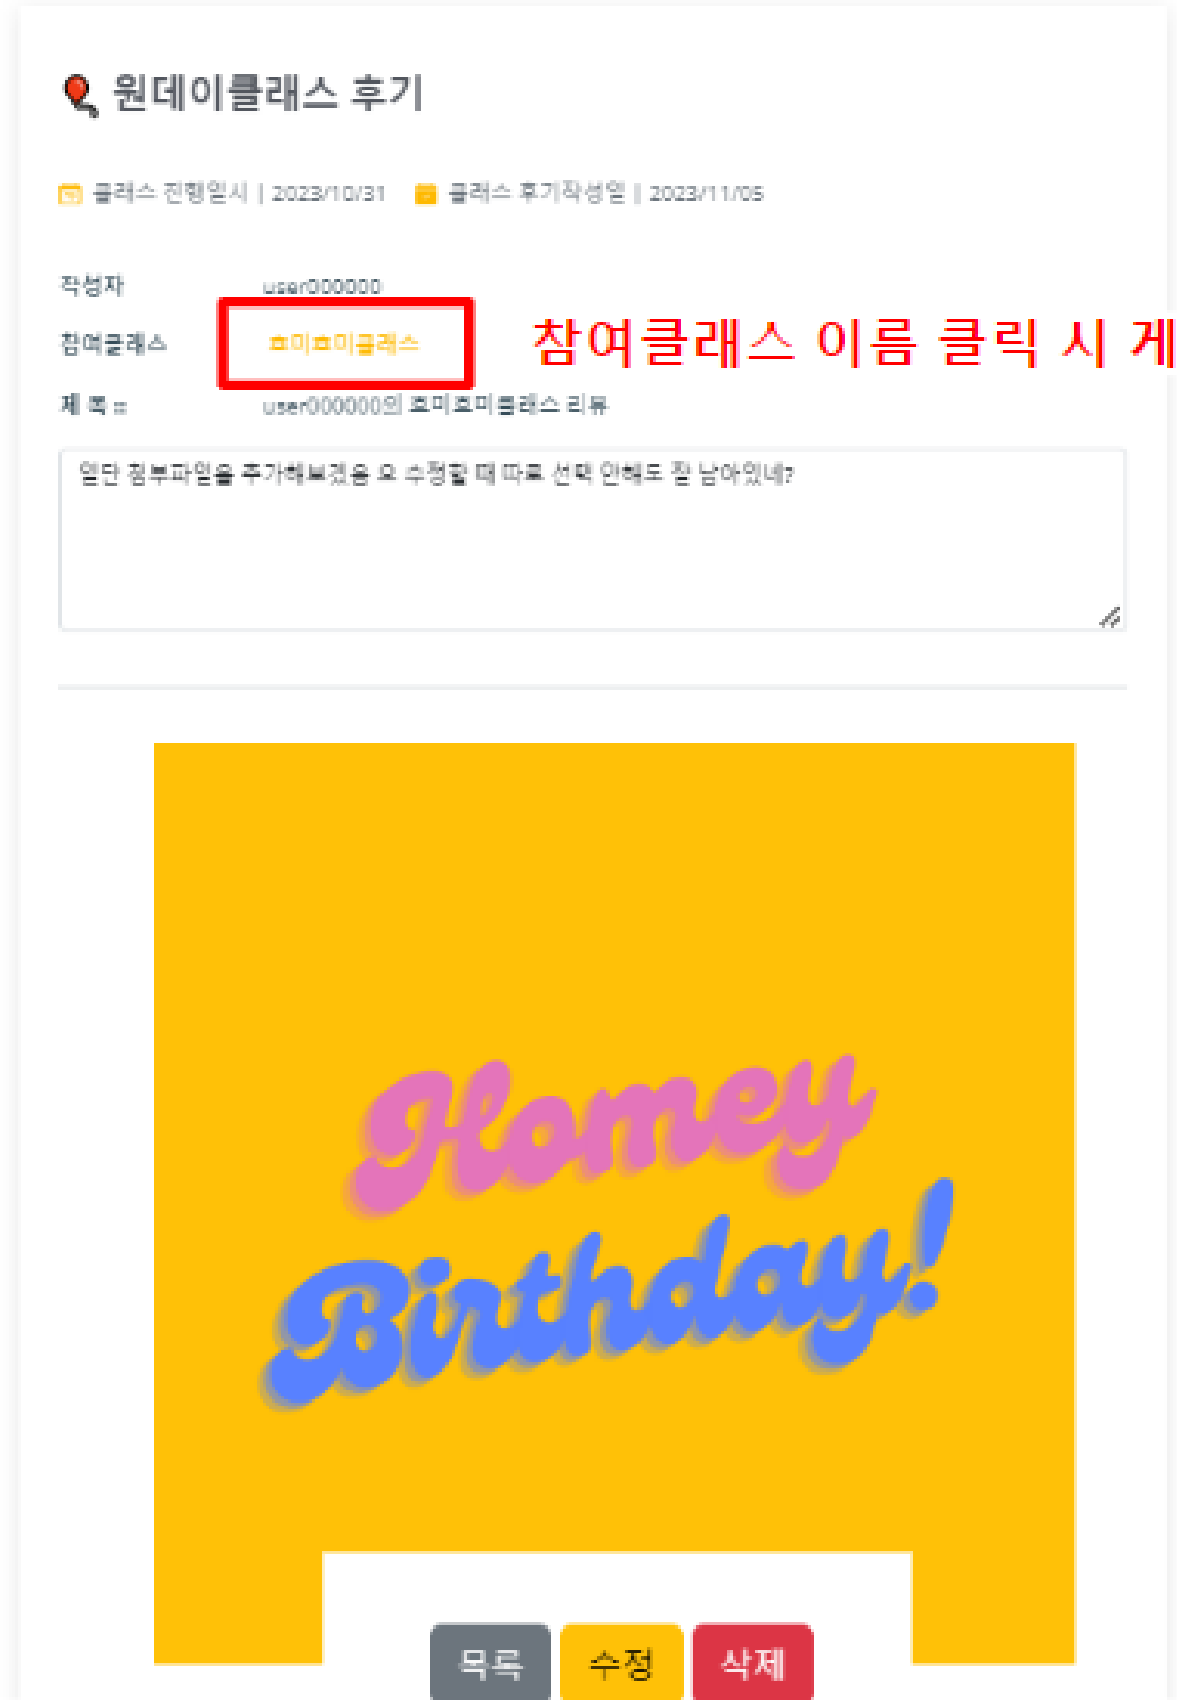 원데이클래스 후기
클래스 진행일시 | 2023/10/31 클래스 후기작성일 | 2023/11/05
작성자 user000000
참여클래스 호미호미클래스 참여클래스 이름 클릭 시 게
제 목 :: user000000의 호미호미클래스 리뷰
일단 첨부파일을 추가해보겠음 오 수정할 때 따로 선택 안해도 잘 남아있네?
Homey
Birthday!
목록 수정 삭제